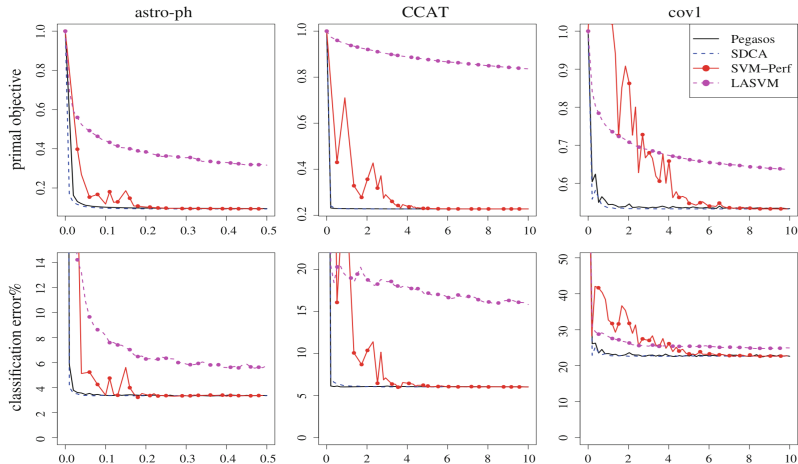 astro-ph
CCAT
cov1
primal objective
1.0
0.8
0.6
0.4
0.2
0.0 0.1 0.2 0.3 0.4 0.5
1.0
0.8
0.6
0.4
0.2
0 2 4 6 8 10
1.0
0.9
0.8
0.7
0.6
0 2 4 6 8 10
Pegasos
SDCA
SVM-Perf
LASVM
classification error%
14
12
10
8
6
4
2
0
0.0 0.1 0.2 0.3 0.4 0.5
20
15
10
5
0
0 2 4 6 8 10
50
40
30
20
10
0
0 2 4 6 8 10